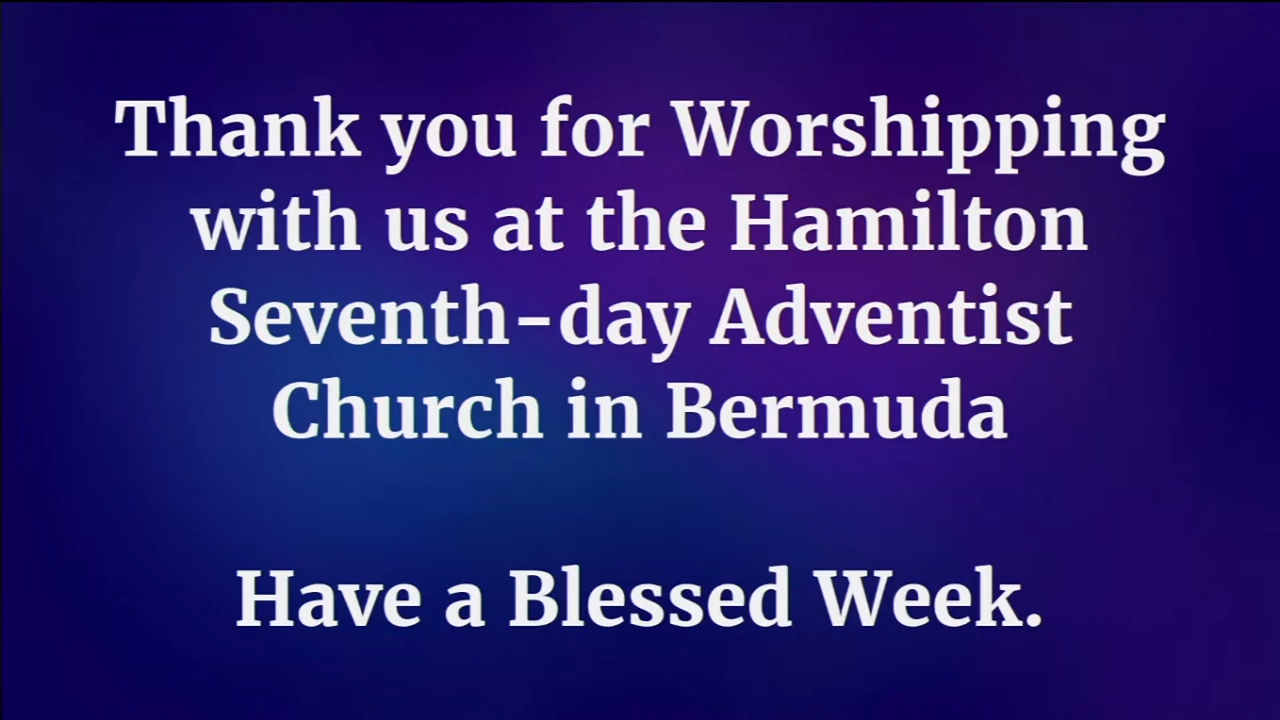 Thank you for Worshipping
with us at the Hamilton
Seventh-day Adventist
Church in Bermuda
Have a Blessed Week.